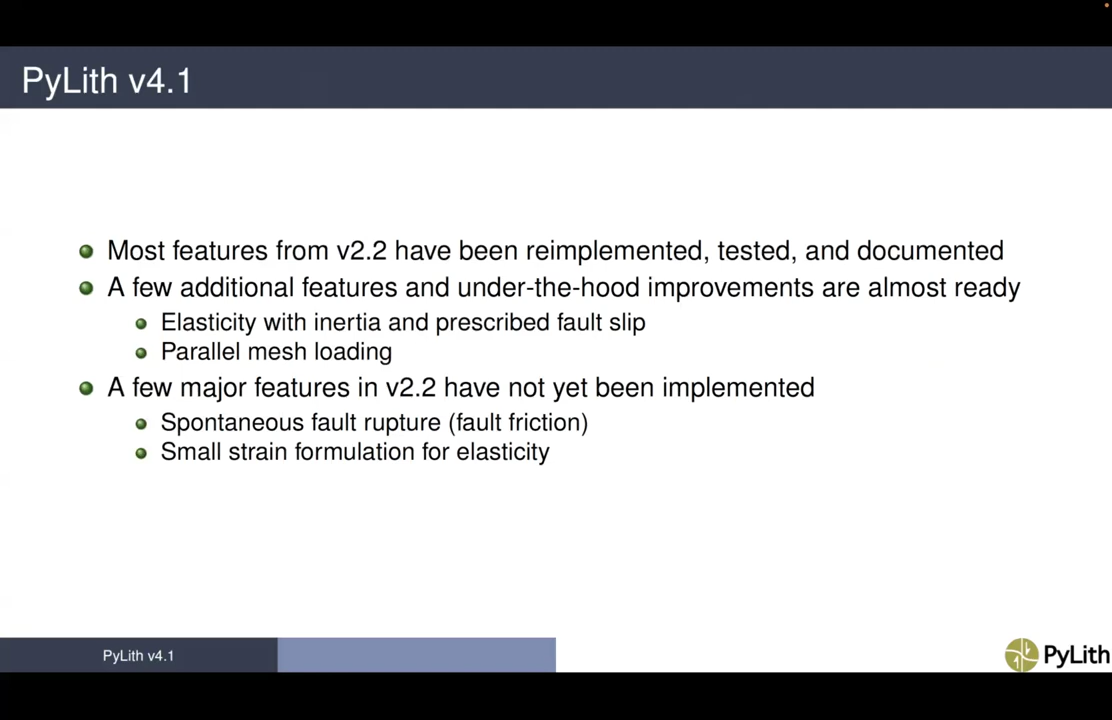 PyLith v4.1
Most features from v2.2 have been reimplemented, tested, and documented
A few additional features and under-the-hood improvements are almost ready
Elasticity with inertia and prescribed fault slip
Parallel mesh loading
A few major features in v2.2 have not yet been implemented
Spontaneous fault rupture (fault friction)
Small strain formulation for elasticity
PyLith v4.1
PyLith